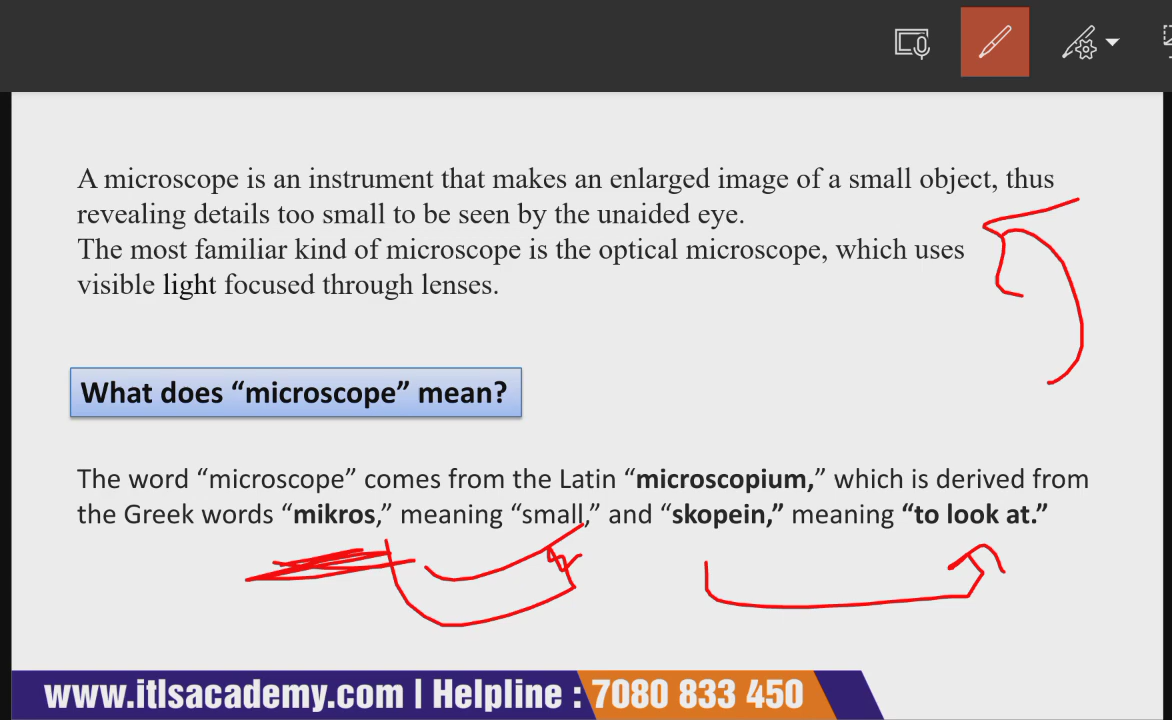 A microscope is an instrument that makes an enlarged image of a small object, thus
revealing details too small to be seen by the unaided eye.
The most familiar kind of microscope is the optical microscope, which uses
visible light focused through lenses.
What does “microscope” mean?
The word “microscope” comes from the Latin “microscopium,” which is derived from
the Greek words “mikros,” meaning “small,” and “skopein,” meaning “to look at.”
www.itlsacademy.com | Helpline : 7080 833 450